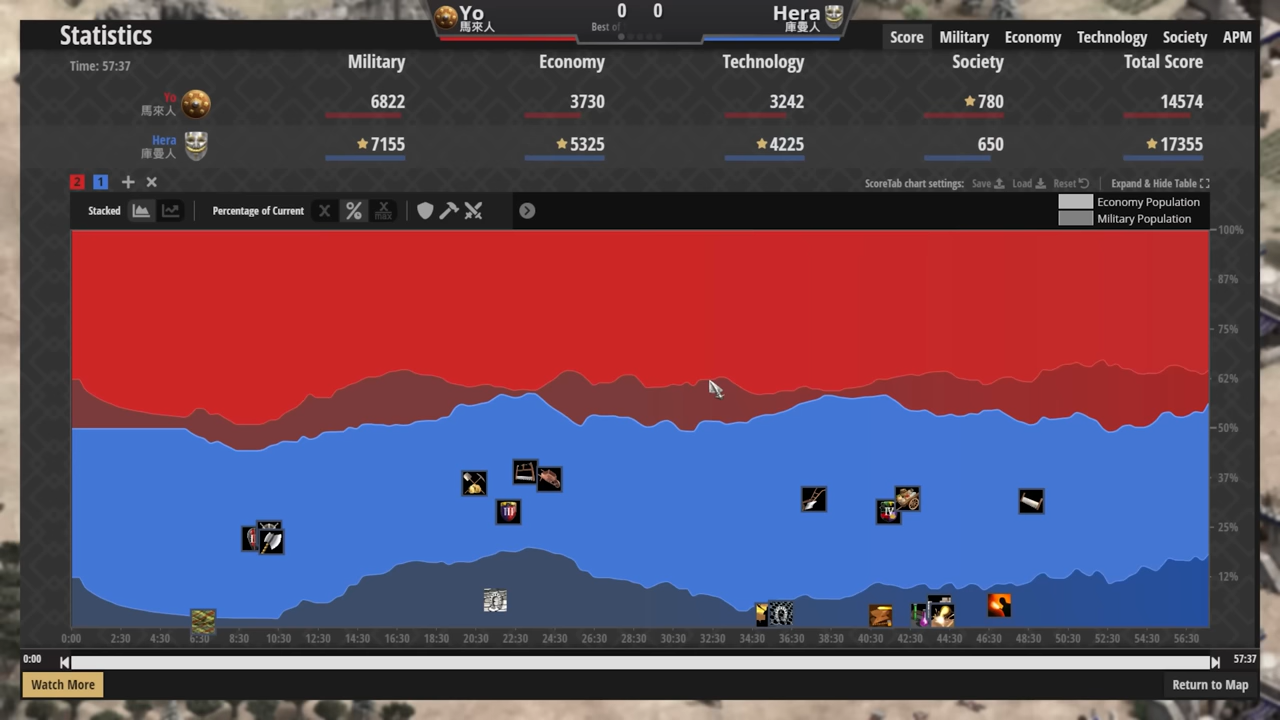 Yo 0 0 Hera
馬來人 Best of 庫曼人
Statistics
Score Military Economy Technology Society APM
Time: 57:37 Military Economy Technology Society Total Score
Yo
馬來人
6822 3730 3242 780 14574
Hera
庫曼人
7155 5325 4225 650 17355
2 1 + ScoreTab chart settings: Save Load Reset Expand & Hide Table
Stacked Percentage of Current X % X max
Economy Population
Military Population
100%
87%
75%
62%
50%
37%
25%
12%
III
IV
0:00 2:30 4:30 6:30 8:30 10:30 12:30 14:30 16:30 18:30 20:30 22:30 24:30 26:30 28:30 30:30 32:30 34:30 36:30 38:30 40:30 42:30 44:30 46:30 48:30 50:30 52:30 54:30 56:30
0:00 57:37
Watch More Return to Map